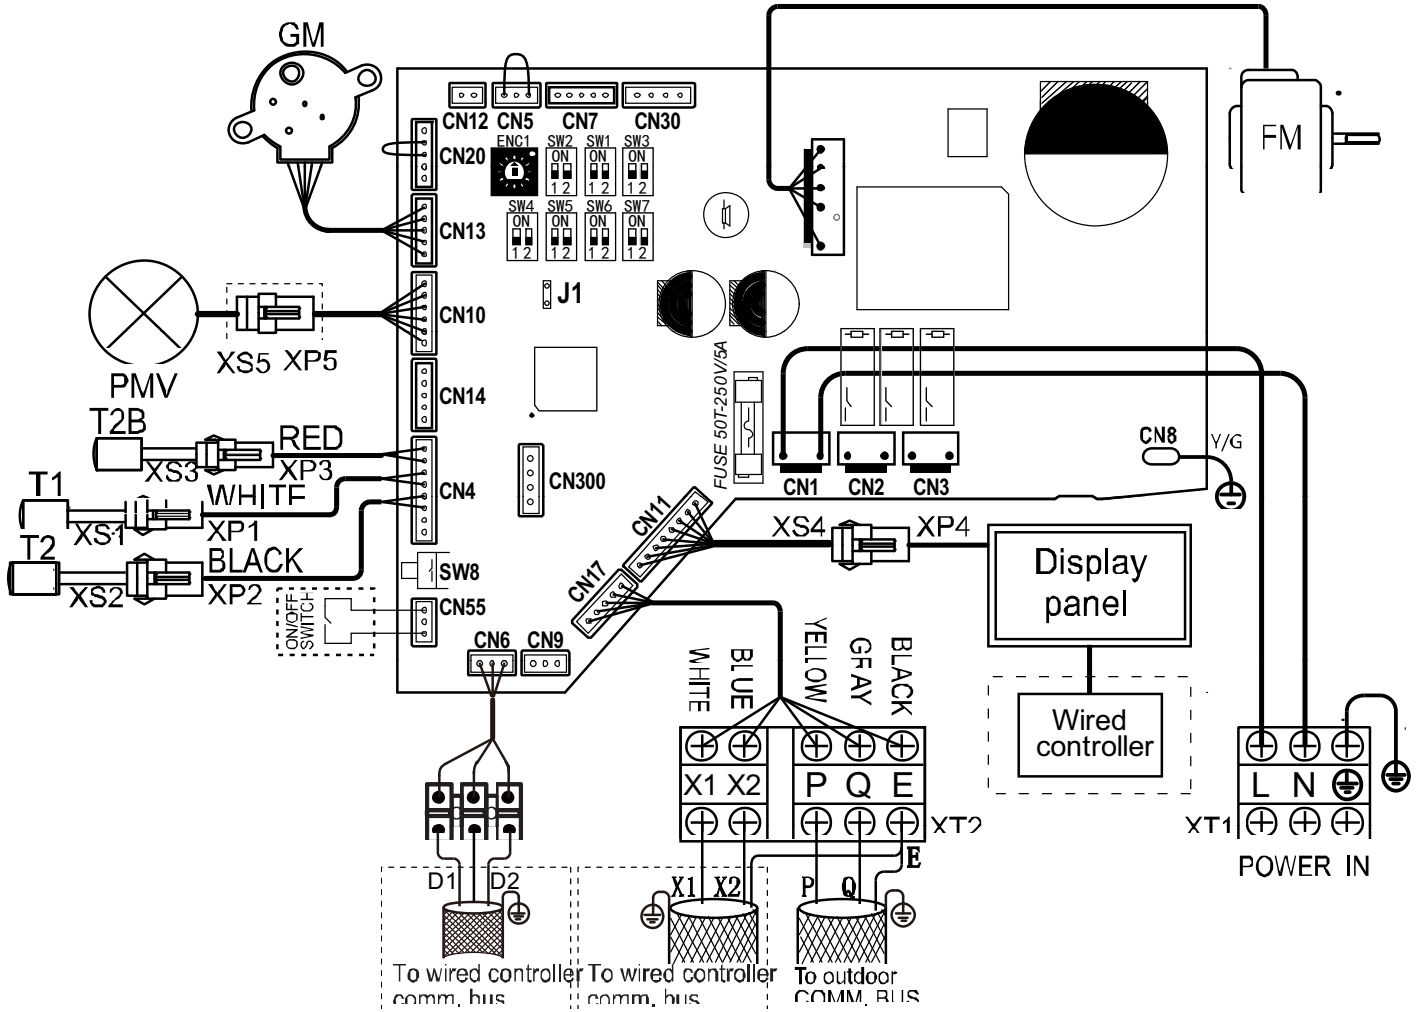 GM
FM
CN12 CN5 CN7 CN30
CN20
ENC1 SW2 SW1 SW3
ON ON ON
1 2 1 2 1 2
SW4 SW5 SW6 SW7
ON ON ON ON
1 2 1 2 1 2 1 2
CN13
J1
CN10
XS5 XP5
PMV
CN14
FUSE 50T-250V/5A
T2B
RED
XS3 XP3
CN4
CN300
CN1 CN2 CN3
CN8 Y/G
T1
WHITE
XS1 XP1
T2
BLACK
XS2 XP2
CN11
XS4 XP4
Display
panel
SW8
CN17
CN55
ON/OFF
SWITCH
CN6 CN9
WHITE BLUE YELLOW GRAY BLACK
Wired
controller
X1 X2 P Q E
XT2
L N
XT1
POWER IN
D1 D2
X1 X2 P Q E
To wired controller
comm. bus
To wired controller
comm. bus
To outdoor
COMM. BUS